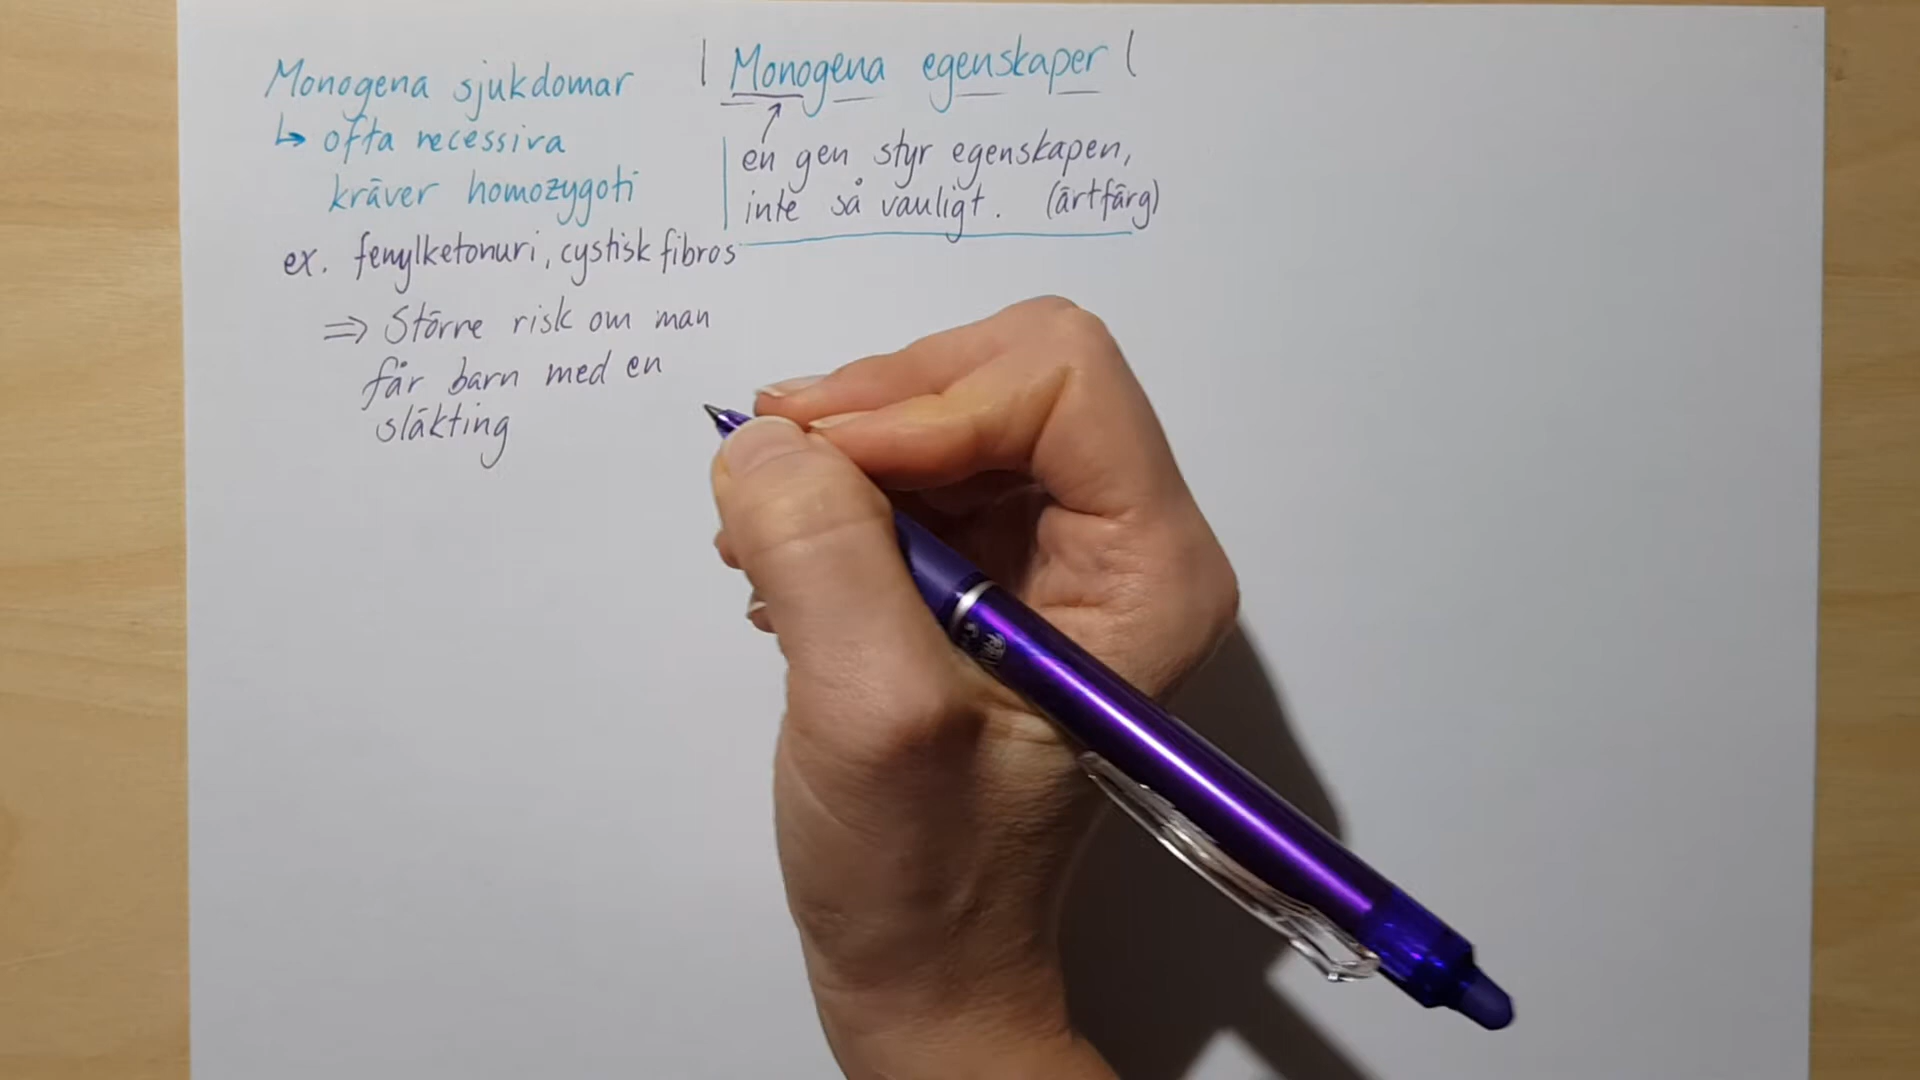 Monogena egenskaper
en gen styr egenskapen,
inte så vanligt. (ärtfärg)
Monogena sjukdomar
↳ ofta recessiva
kräver homozygoti
ex. fenylketonuri, cystisk fibros
⇒ Större risk om man
får barn med en
släkting